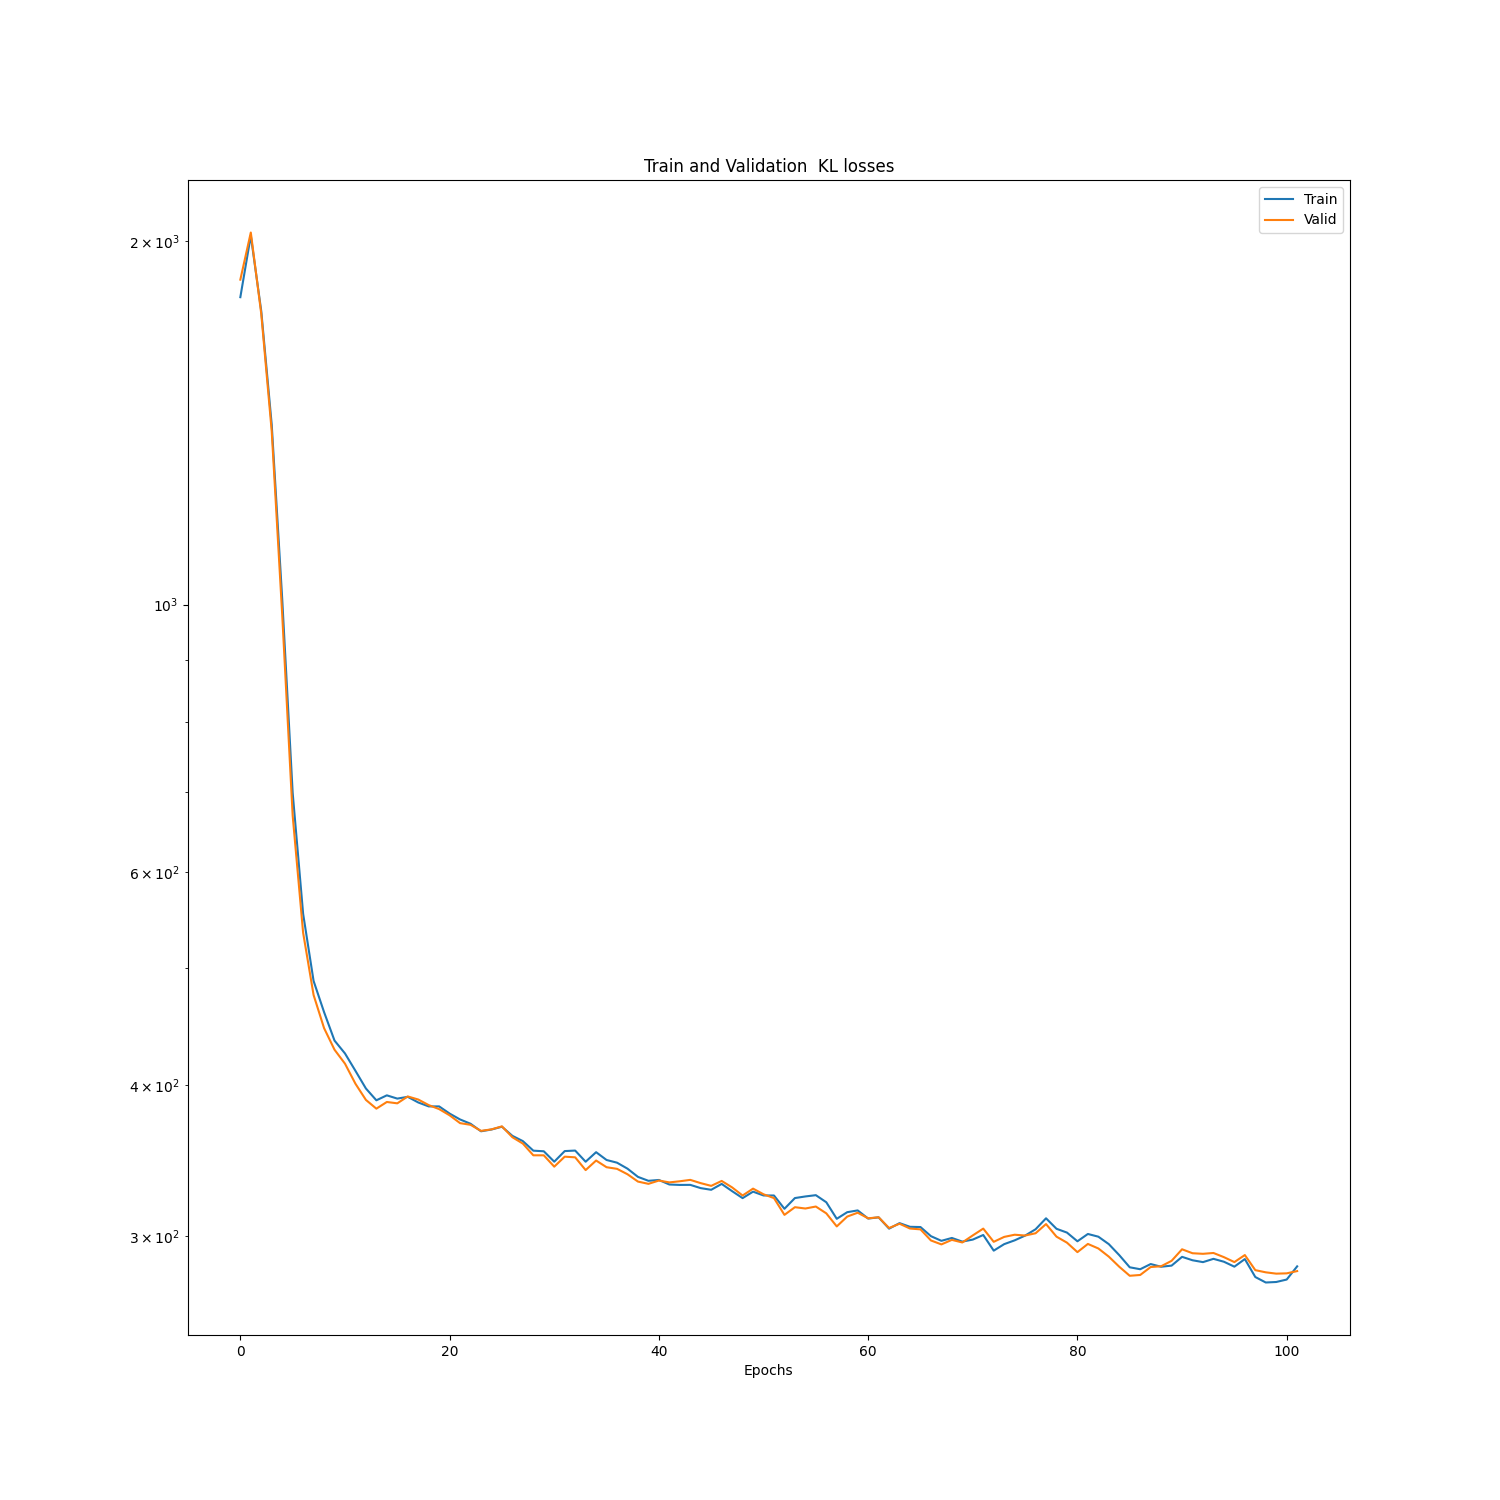 Train and Validation  KL losses
Train
Valid
2 × 10³
10³
6 × 10²
4 × 10²
3 × 10²
0 20 40 60 80 100
Epochs